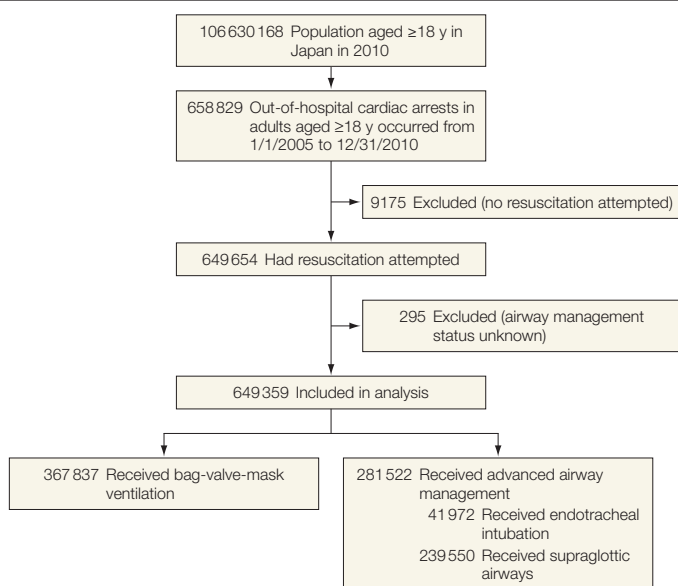 106 630 168 Population aged ≥18 y in
Japan in 2010
658 829 Out-of-hospital cardiac arrests in
adults aged ≥18 y occurred from
1/1/2005 to 12/31/2010
9175 Excluded (no resuscitation attempted)
649 654 Had resuscitation attempted
295 Excluded (airway management
status unknown)
649 359 Included in analysis
367 837 Received bag-valve-mask
ventilation
281 522 Received advanced airway
management
41 972 Received endotracheal
intubation
239 550 Received supraglottic
airways